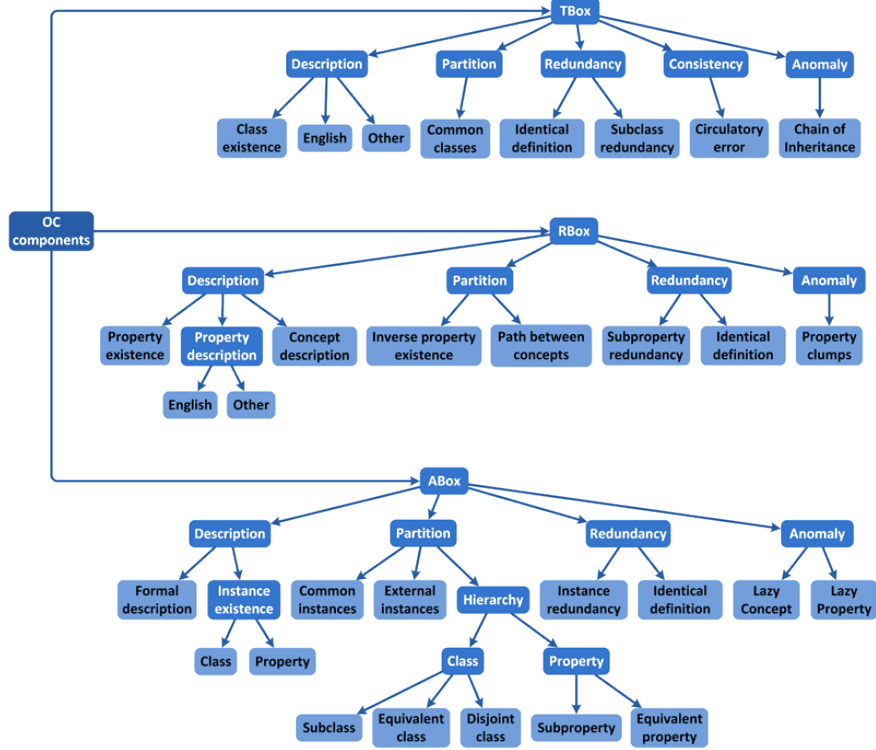 TBox
Description
Partition
Redundancy
Consistency
Anomaly
Class
existence
English
Other
Common
classes
Identical
definition
Subclass
redundancy
Circulatory
error
Chain of
Inheritance
OC
components
RBox
Description
Partition
Redundancy
Anomaly
Property
existence
Property
description
Concept
description
Inverse property
existence
Path between
concepts
Subproperty
redundancy
Identical
definition
Property
clumps
English
Other
ABox
Description
Partition
Redundancy
Anomaly
Formal
description
Instance
existence
Common
instances
External
instances
Hierarchy
Instance
redundancy
Identical
definition
Lazy
Concept
Lazy
Property
Class
Property
Class
Property
Subclass
Equivalent
class
Disjoint
class
Subproperty
Equivalent
property